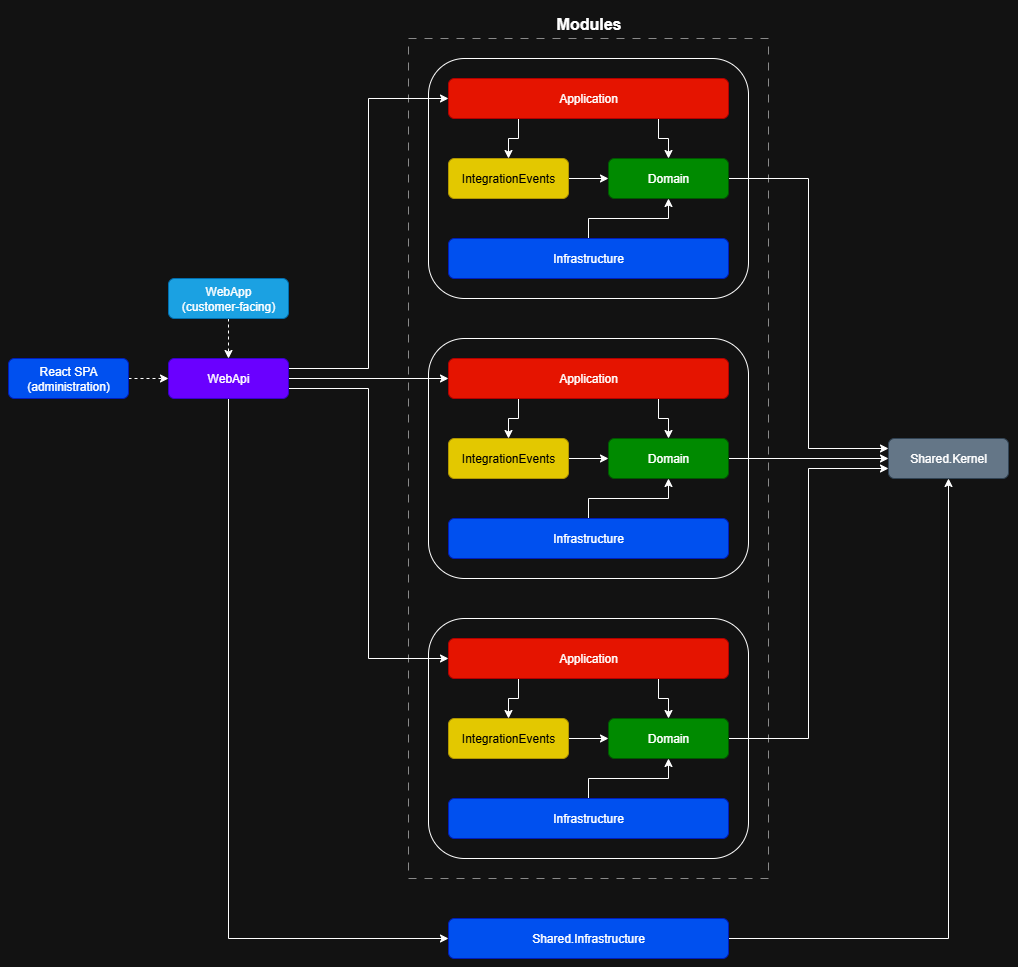 Modules
Application
IntegrationEvents
Domain
Infrastructure
WebApp
(customer-facing)
React SPA
(administration)
WebApi
Application
IntegrationEvents
Domain
Infrastructure
Shared.Kernel
Application
IntegrationEvents
Domain
Infrastructure
Shared.Infrastructure